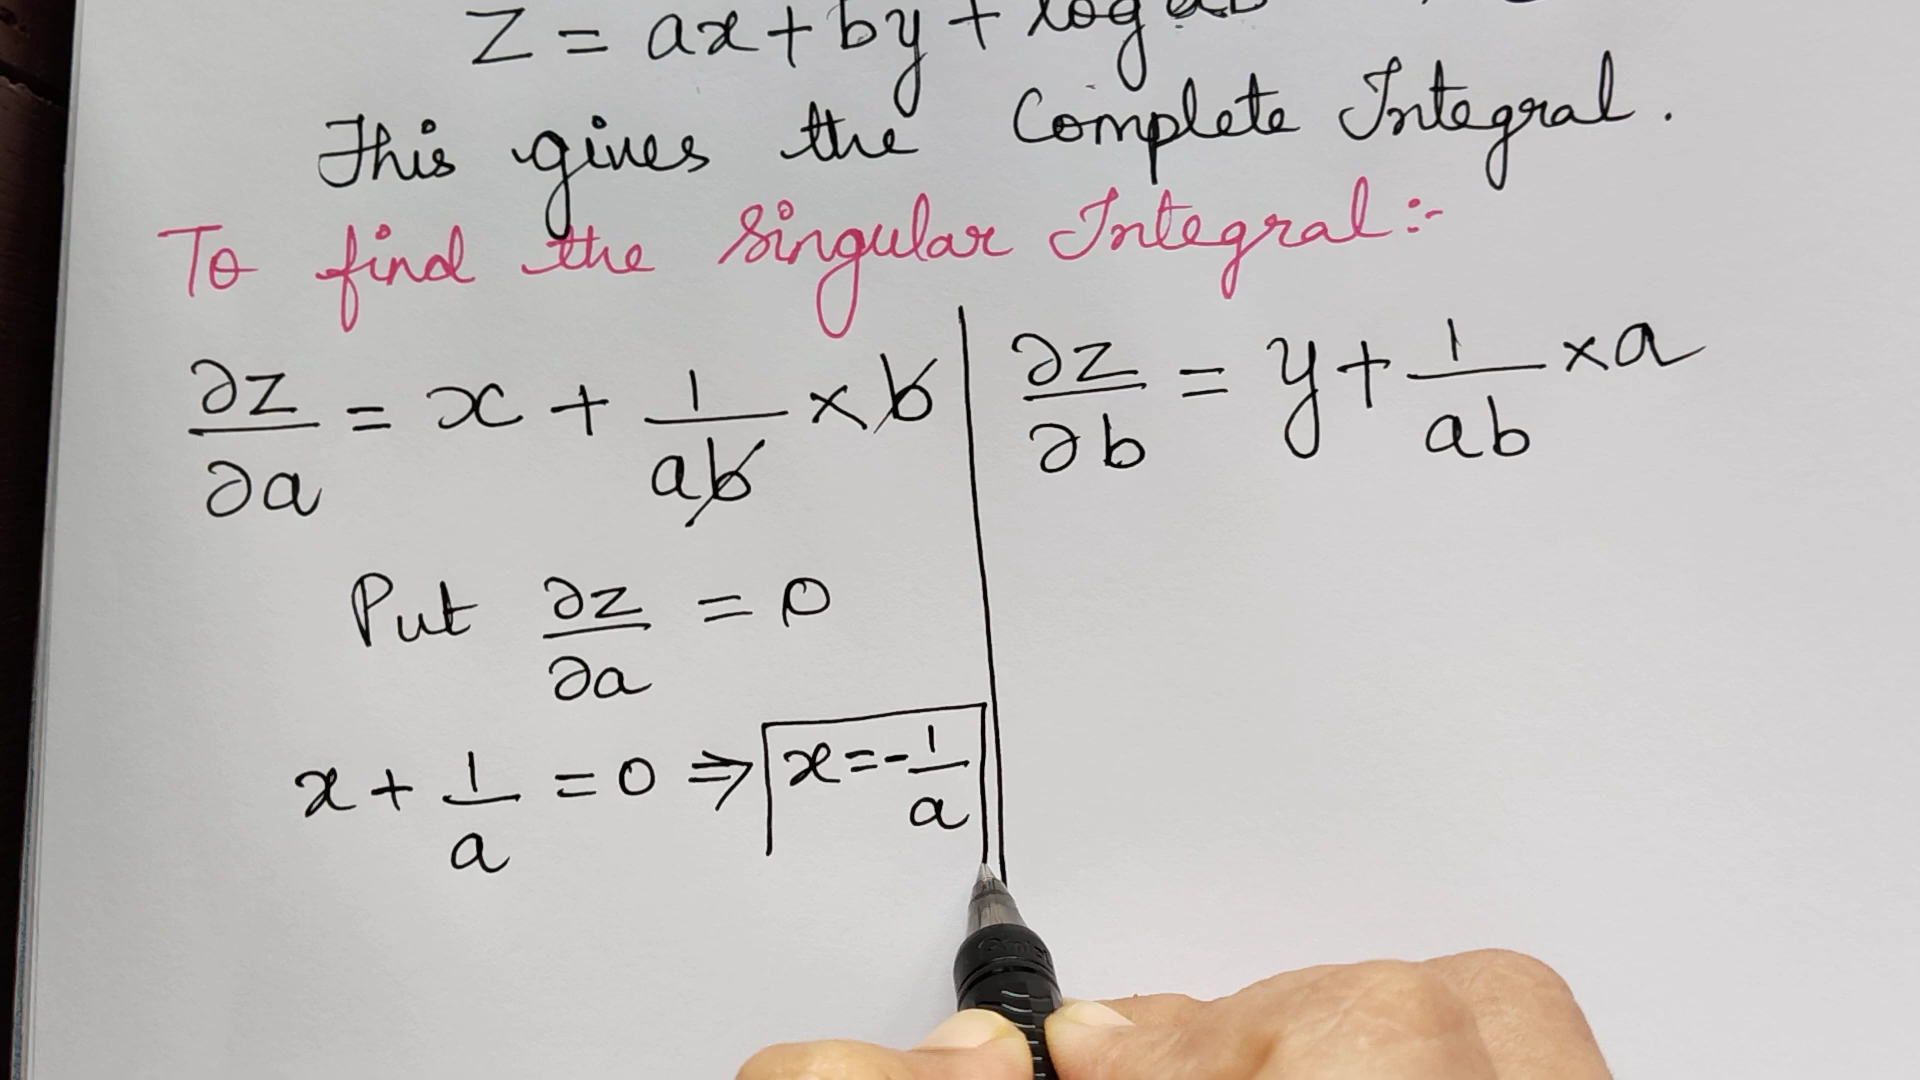 z = ax + by + log ab
This gives the Complete Integral.
To find the Singular Integral:-
∂z/∂a = x + 1/ab × b
Put ∂z/∂a = 0
x + 1/a = 0 ⇒ x = -1/a
∂z/∂b = y + 1/ab × a